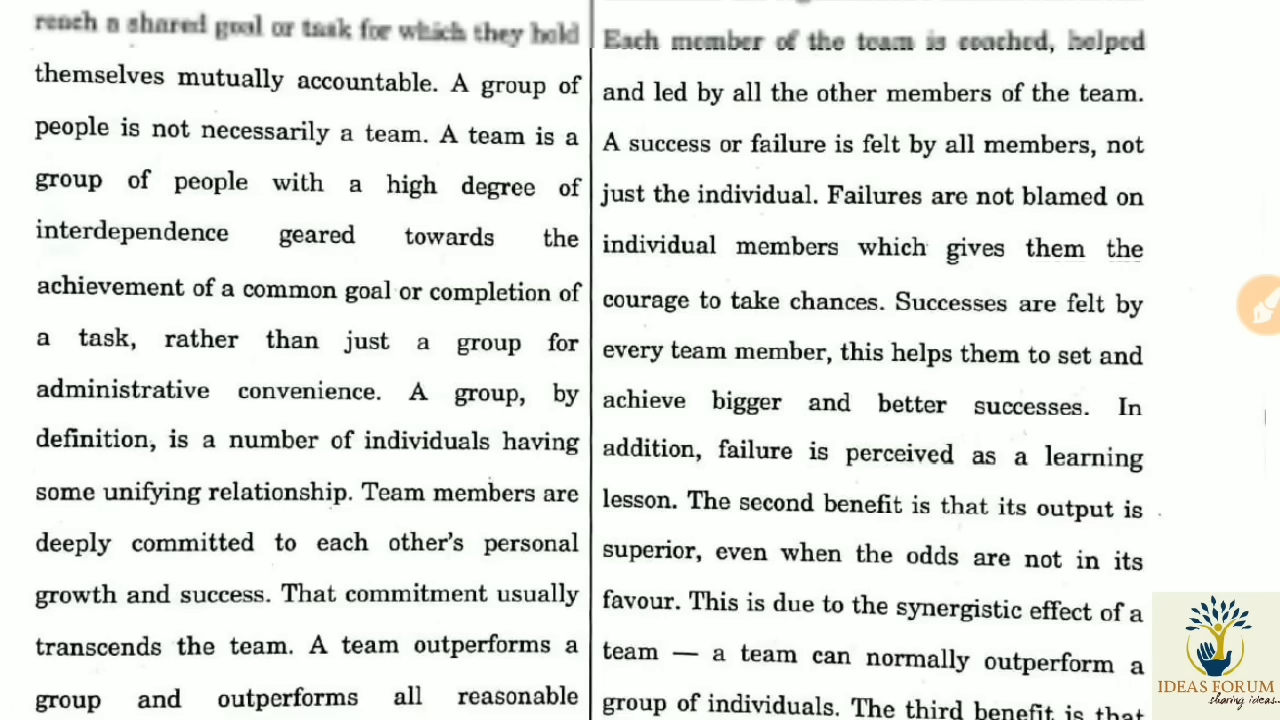 reach a shared goal or task for which they hold
themselves mutually accountable. A group of
people is not necessarily a team. A team is a
group of people with a high degree of
interdependence geared towards the
achievement of a common goal or completion of
a task, rather than just a group for
administrative convenience. A group, by
definition, is a number of individuals having
some unifying relationship. Team members are
deeply committed to each other's personal
growth and success. That commitment usually
transcends the team. A team outperforms a
group and outperforms all reasonable
Each member of the team is coached, helped
and led by all the other members of the team.
A success or failure is felt by all members, not
just the individual. Failures are not blamed on
individual members which gives them the
courage to take chances. Successes are felt by
every team member, this helps them to set and
achieve bigger and better successes. In
addition, failure is perceived as a learning
lesson. The second benefit is that its output is
superior, even when the odds are not in its
favour. This is due to the synergistic effect of a
team — a team can normally outperform a
group of individuals. The third benefit is that
IDEAS FORUM
sharing ideas.